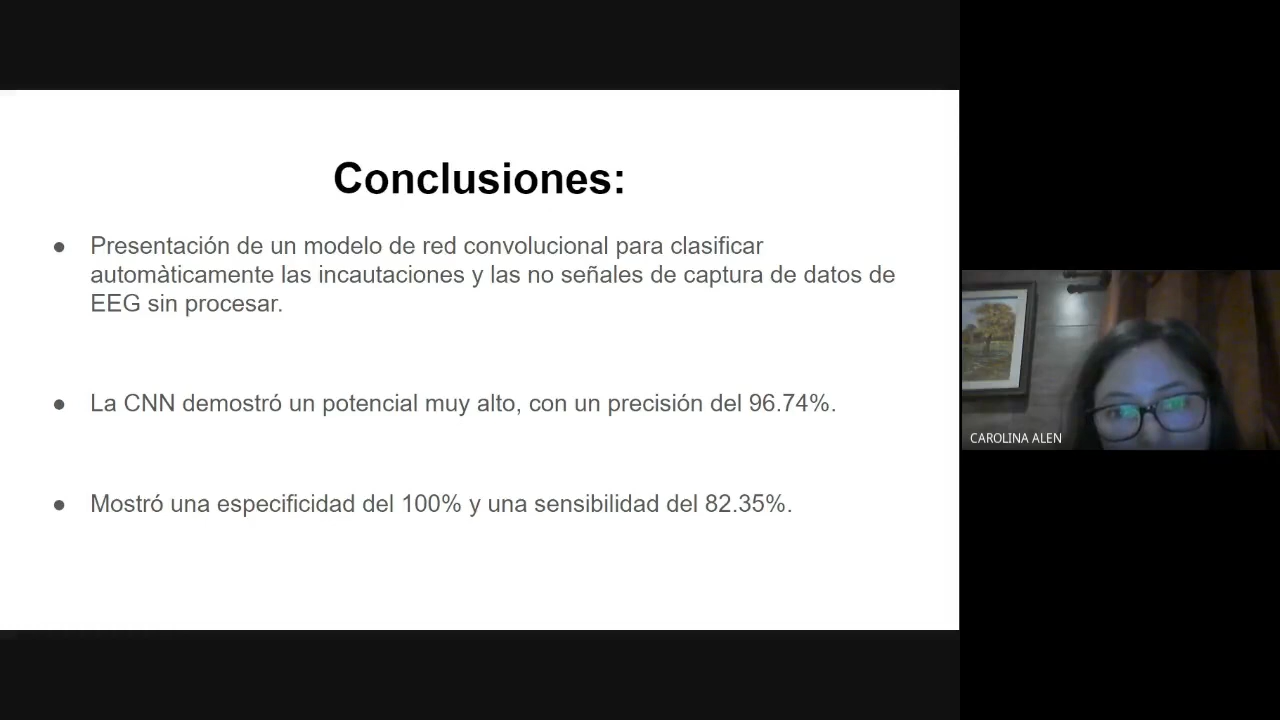 Conclusiones:
● Presentación de un modelo de red convolucional para clasificar
automàticamente las incautaciones y las no señales de captura de datos de
EEG sin procesar.
● La CNN demostró un potencial muy alto, con un precisión del 96.74%.
● Mostró una especificidad del 100% y una sensibilidad del 82.35%.
CAROLINA ALEN